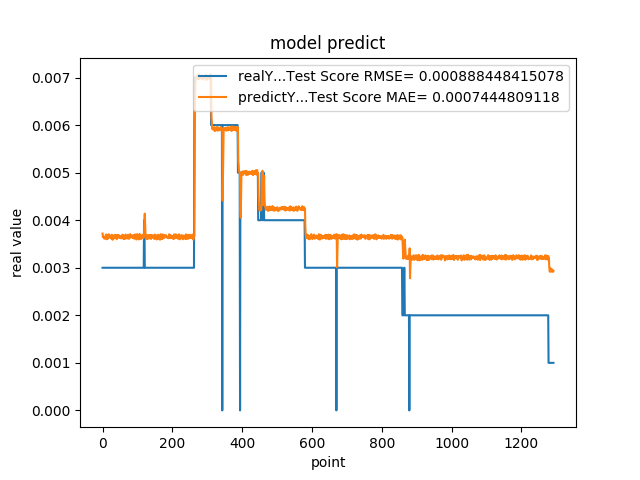 model predict
realY...Test Score RMSE= 0.000888448415078
predictY...Test Score MAE= 0.0007444809118
real value
0.007
0.006
0.005
0.004
0.003
0.002
0.001
0.000
0 200 400 600 800 1000 1200
point